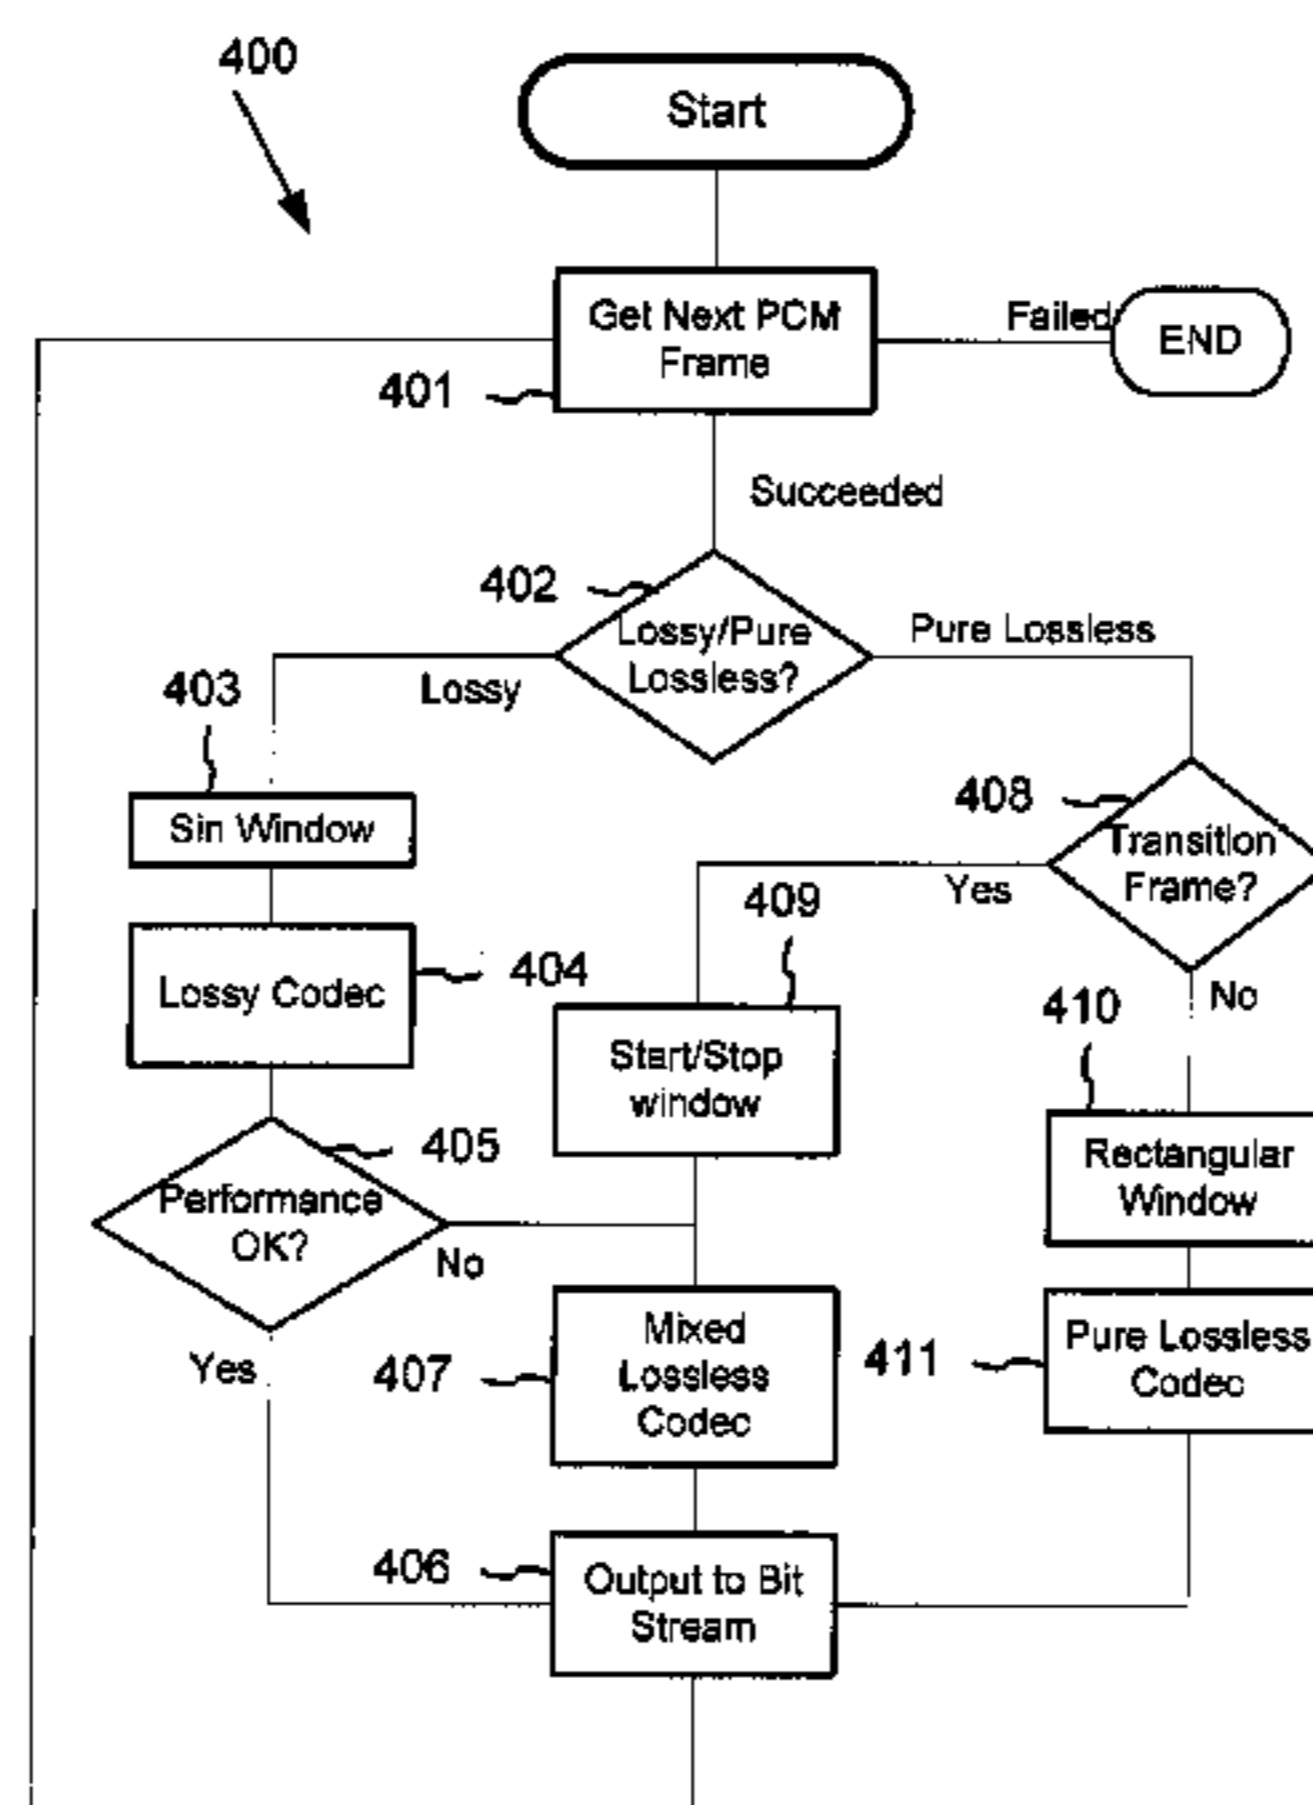 400
Start
Get Next PCM
Frame
Failed
END
401
Succeeded
402
Lossy/Pure
Lossless?
Pure Lossless
Lossy
403
Sin Window
408
Transition
Frame?
Yes
No
409
404
Lossy Codec
410
Start/Stop
window
405
Performance
OK?
No
Rectangular
Window
Yes
407
Mixed
Lossless
Codec
411
Pure Lossless
Codec
406
Output to Bit
Stream